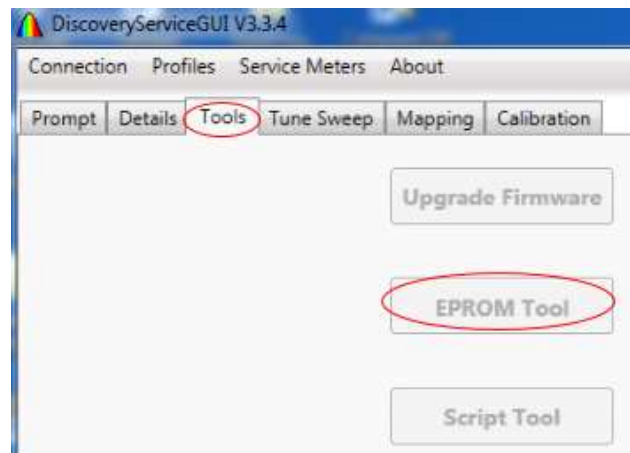 DiscoveryServiceGUI V3.3.4
Connection Profiles Service Meters About
Prompt Details Tools Tune Sweep Mapping Calibration
Upgrade Firmware
EPROM Tool
Script Tool